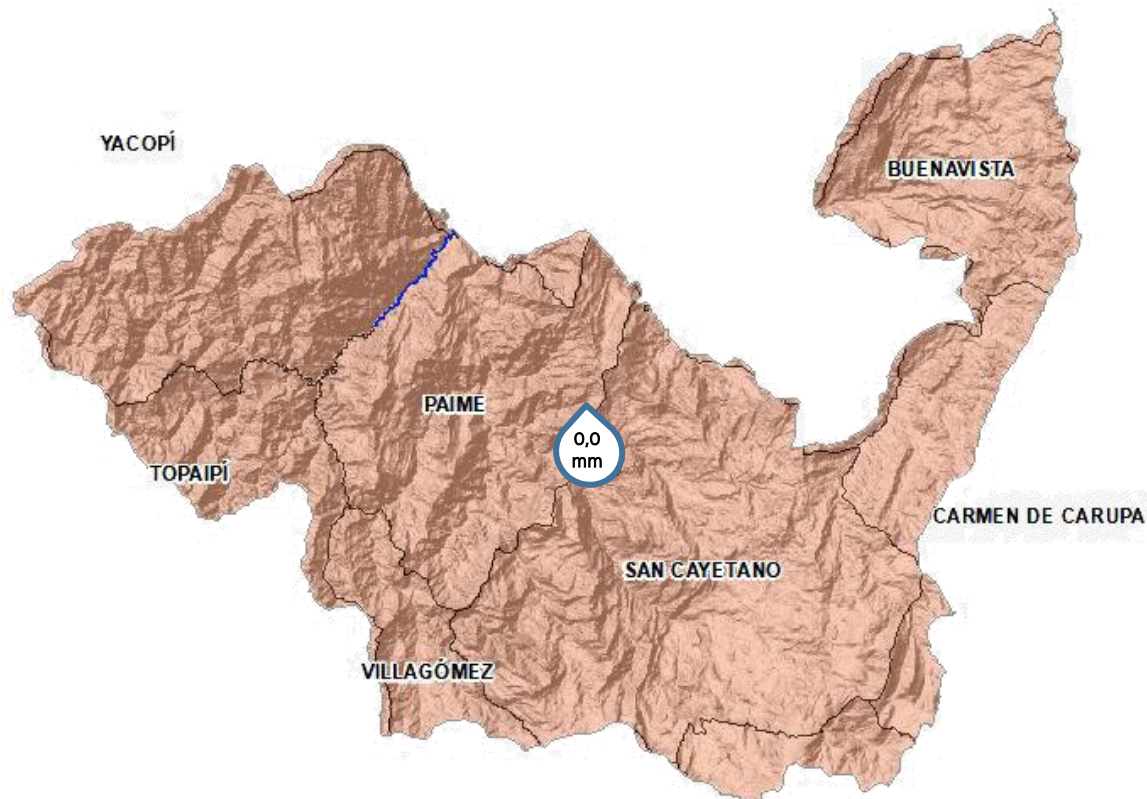 YACOPÍ
BUENAVISTA
PAIME
0,0
mm
TOPAIPÍ
CARMEN DE CARUPA
SAN CAYETANO
VILLAGÓMEZ